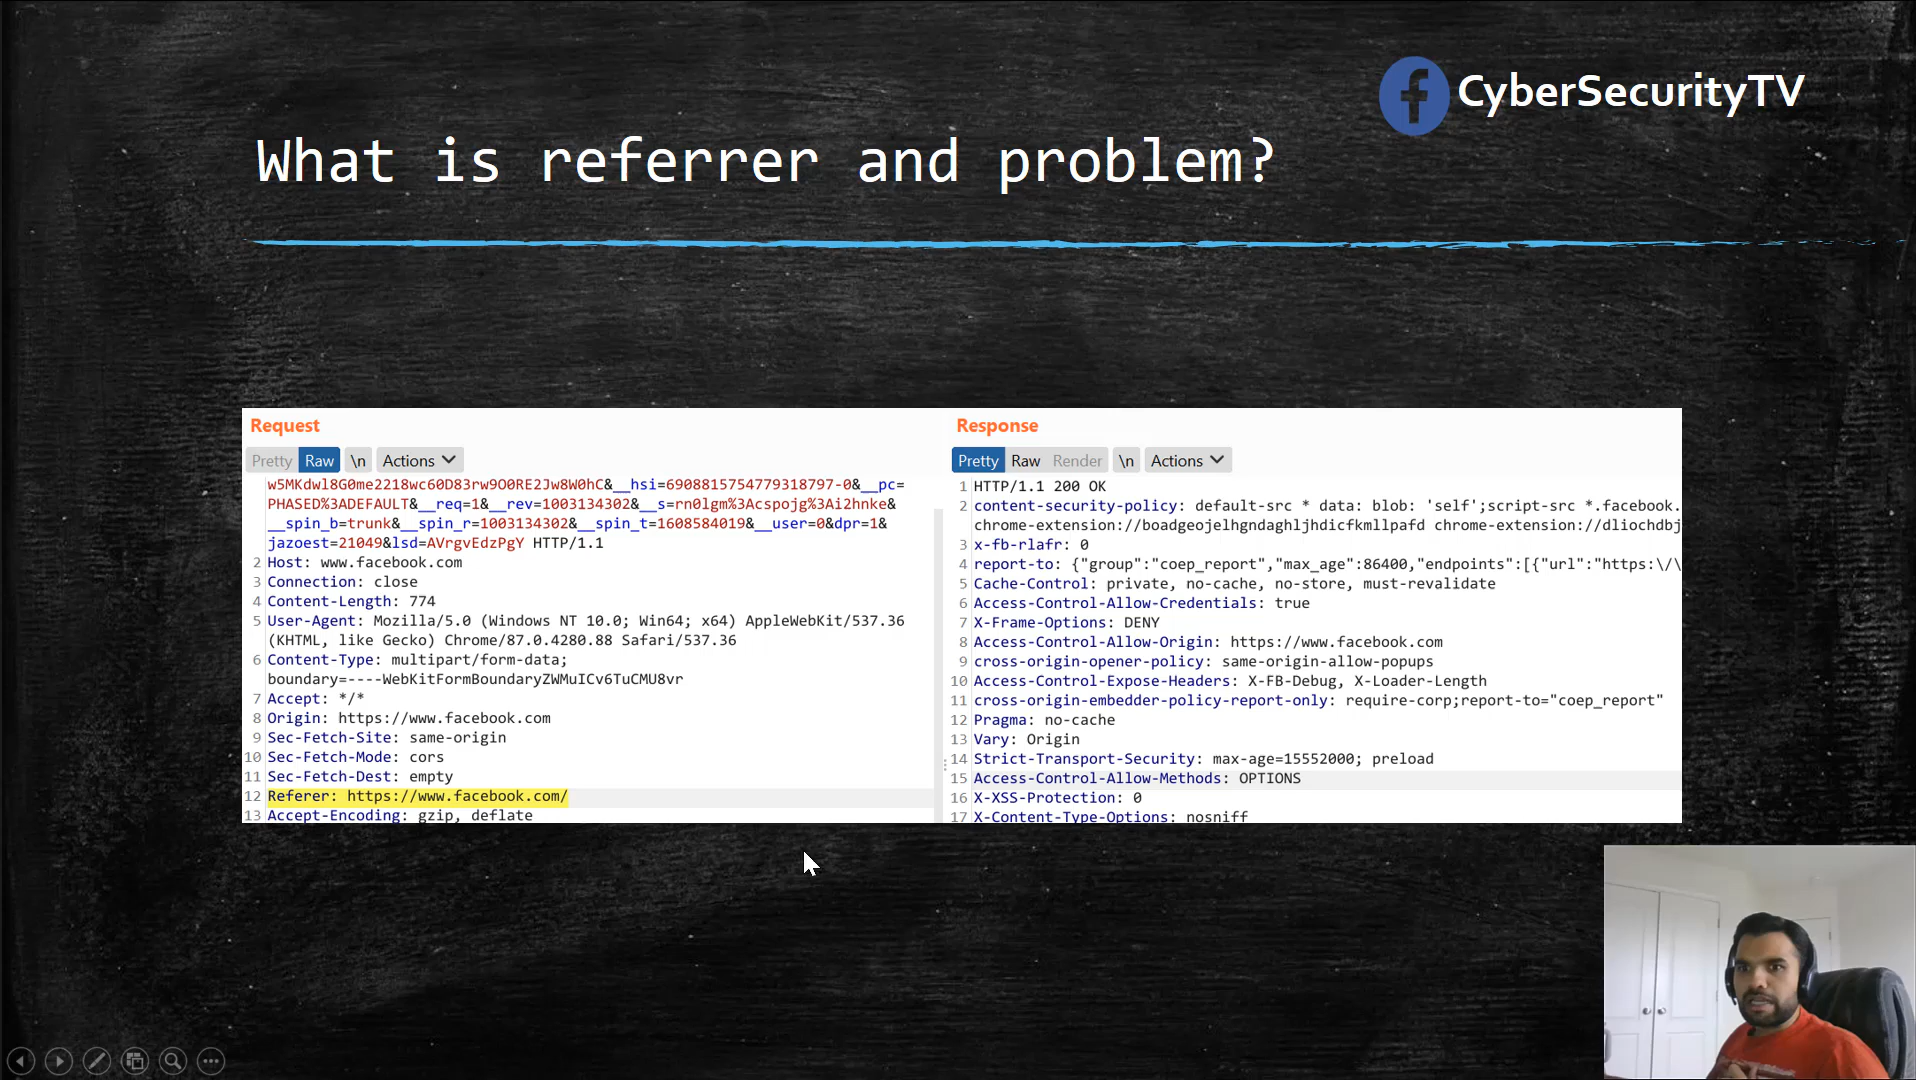 CyberSecurityTV
What is referrer and problem?
Request
Pretty Raw \n Actions
w5MKdwl8G0me2218wc60D83rw9O0RE2Jw8W0hC&__hsi=6908815754779318797-0&__pc=
PHASED%3ADEFAULT&__req=1&__rev=1003134302&__s=rn0lgm%3Acspojg%3Ai2hnke&
__spin_b=trunk&__spin_r=1003134302&__spin_t=1608584019&__user=0&dpr=1&
jazoest=21049&lsd=AVrgvEdzPgY HTTP/1.1
2 Host: www.facebook.com
3 Connection: close
4 Content-Length: 774
5 User-Agent: Mozilla/5.0 (Windows NT 10.0; Win64; x64) AppleWebKit/537.36
(KHTML, like Gecko) Chrome/87.0.4280.88 Safari/537.36
6 Content-Type: multipart/form-data;
boundary=----WebKitFormBoundaryZWMuICv6TuCMU8vr
7 Accept: */*
8 Origin: https://www.facebook.com
9 Sec-Fetch-Site: same-origin
10 Sec-Fetch-Mode: cors
11 Sec-Fetch-Dest: empty
12 Referer: https://www.facebook.com/
13 Accept-Encoding: gzip, deflate
Response
Pretty Raw Render \n Actions
1 HTTP/1.1 200 OK
2 content-security-policy: default-src * data: blob: 'self';script-src *.facebook.
chrome-extension://boadgeojelhgndaghljhdicfkmllpafd chrome-extension://dliochdbj
3 x-fb-rlafr: 0
4 report-to: {"group":"coep_report","max_age":86400,"endpoints":[{"url":"https:\/\
5 Cache-Control: private, no-cache, no-store, must-revalidate
6 Access-Control-Allow-Credentials: true
7 X-Frame-Options: DENY
8 Access-Control-Allow-Origin: https://www.facebook.com
9 cross-origin-opener-policy: same-origin-allow-popups
10 Access-Control-Expose-Headers: X-FB-Debug, X-Loader-Length
11 cross-origin-embedder-policy-report-only: require-corp;report-to="coep_report"
12 Pragma: no-cache
13 Vary: Origin
14 Strict-Transport-Security: max-age=15552000; preload
15 Access-Control-Allow-Methods: OPTIONS
16 X-XSS-Protection: 0
17 X-Content-Type-Options: nosniff